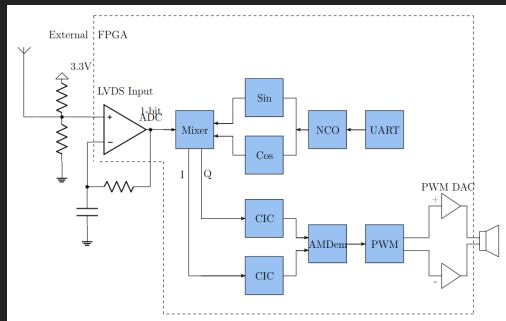 External FPGA
3.3V
LVDS Input
1-bit
ADC
+
−
Mixer
Sin
Cos
NCO
UART
I
Q
CIC
CIC
AMDem
PWM
PWM DAC
+
-